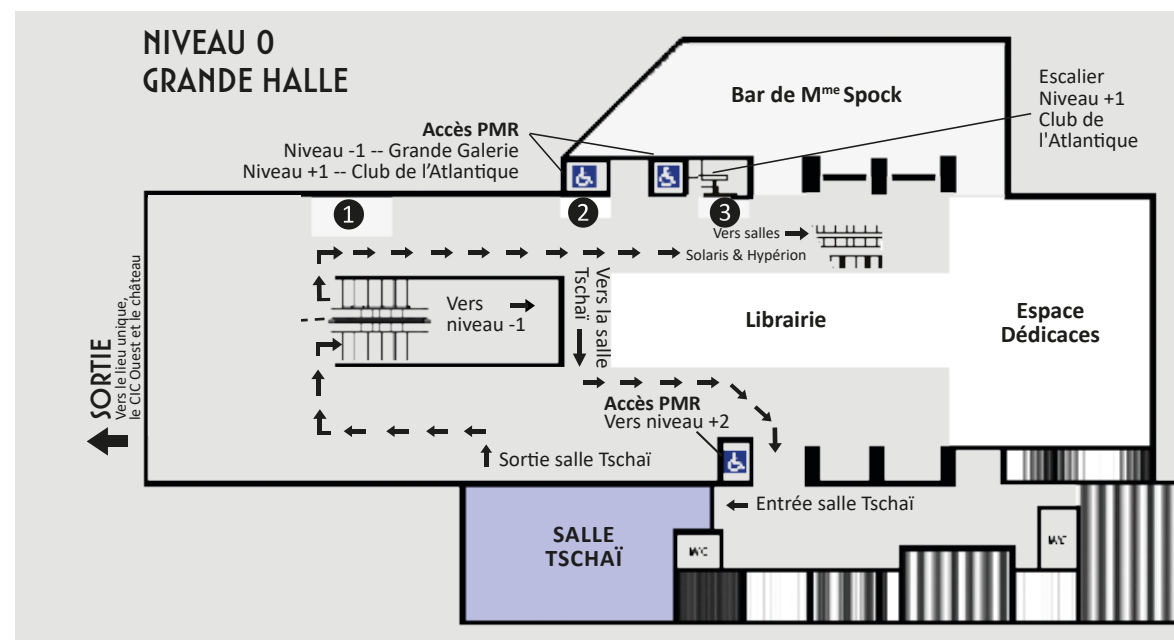 NIVEAU 0
GRANDE HALLE
Bar de Mme Spock
Escalier
Niveau +1
Club de
l'Atlantique
Accès PMR
Niveau -1 -- Grande Galerie
Niveau +1 -- Club de l'Atlantique
1
2
3
Vers salles
Solaris & Hypérion
Vers
niveau -1
Vers la salle
Tschaï
Librairie
Espace
Dédicaces
SORTIE
Vers le lieu unique,
le CIC Ouest et le château
Accès PMR
Vers niveau +2
Sortie salle Tschaï
Entrée salle Tschaï
SALLE
TSCHAÏ
WC
WC